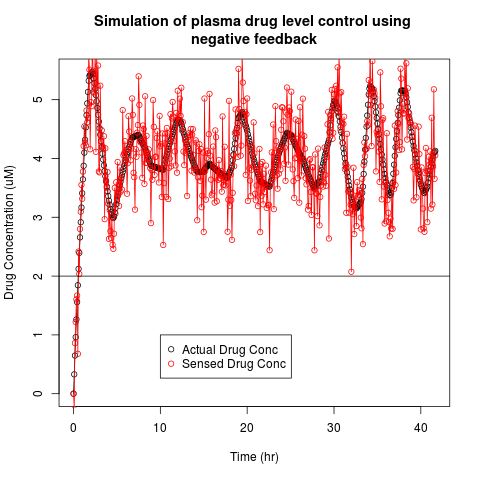 Simulation of plasma drug level control using
negative feedback
Drug Concentration (uM)
5
4
3
2
1
0
Actual Drug Conc
Sensed Drug Conc
0 10 20 30 40
Time (hr)